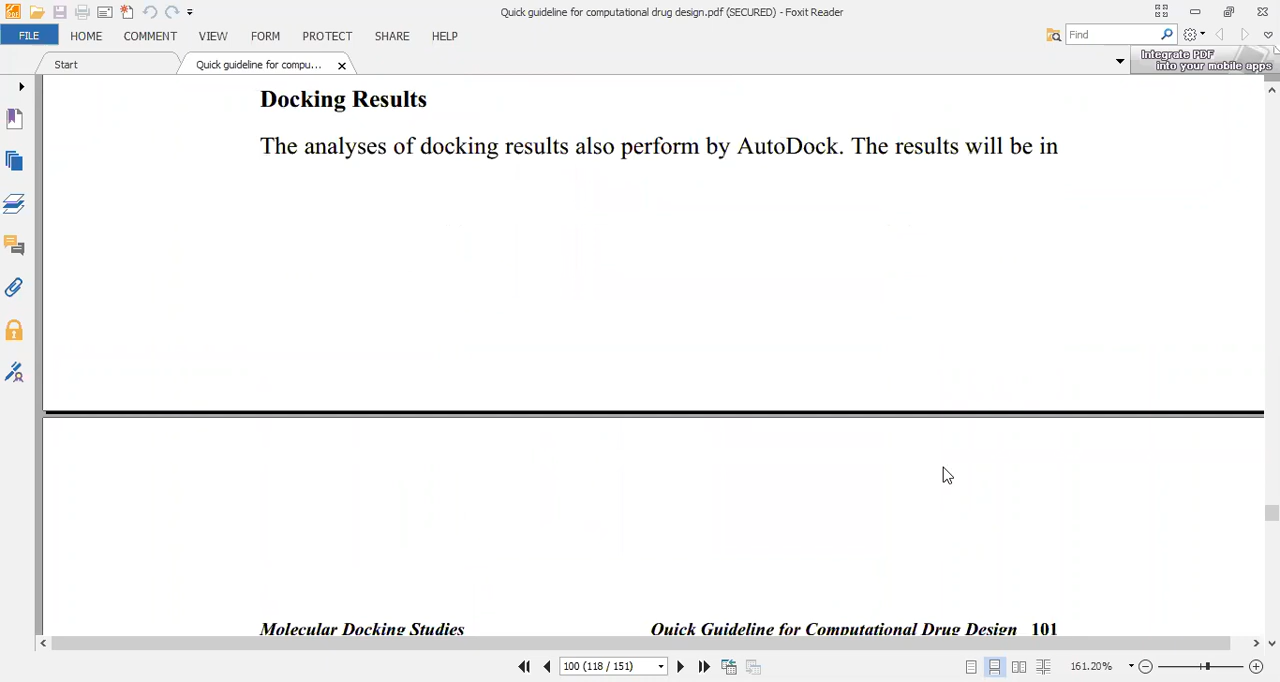 Quick guideline for computational drug design.pdf (SECURED) - Foxit Reader
FILE HOME COMMENT VIEW FORM PROTECT SHARE HELP
Find
Start
Quick guideline for compu...
Integrate PDF
into your mobile apps
Docking Results
The analyses of docking results also perform by AutoDock. The results will be in
Molecular Docking Studies Quick Guideline for Computational Drug Design 101
100 (118 / 151)
161.20%